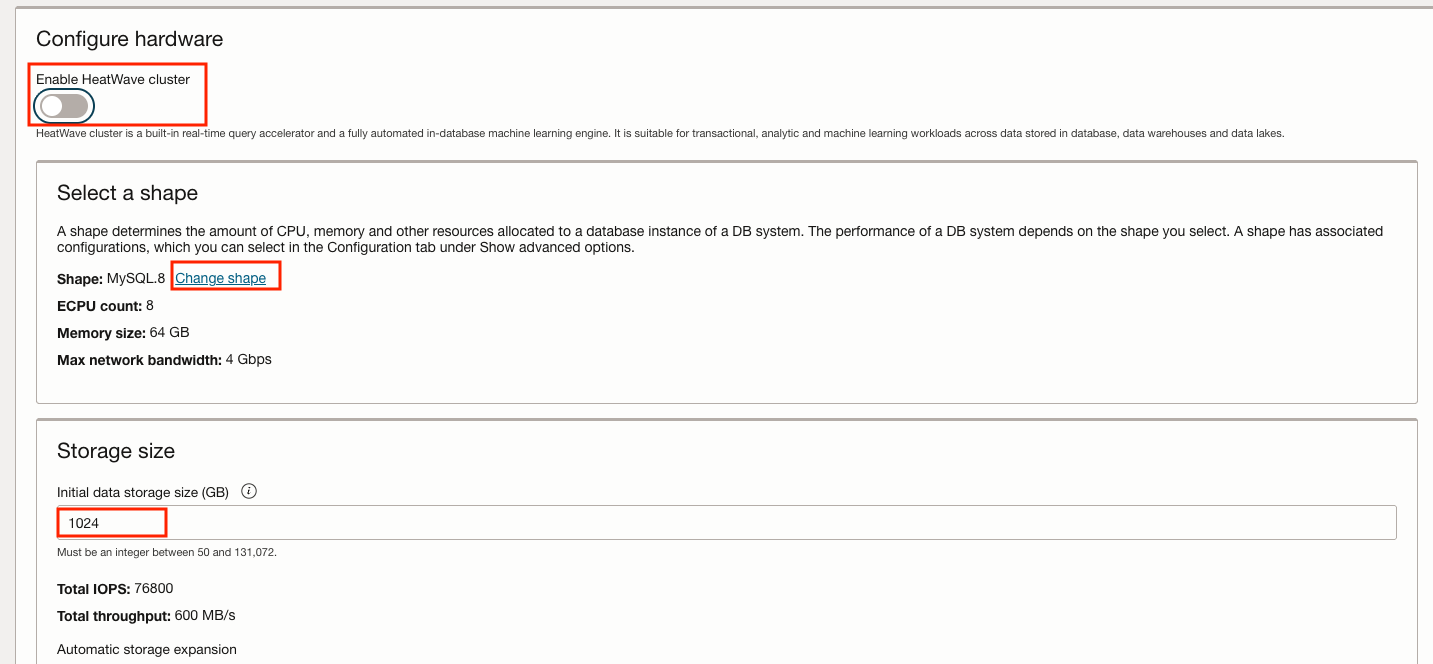 Configure hardware
Enable HeatWave cluster
HeatWave cluster is a built-in real-time query accelerator and a fully automated in-database machine learning engine. It is suitable for transactional, analytic and machine learning workloads across data stored in database, data warehouses and data lakes.
Select a shape
A shape determines the amount of CPU, memory and other resources allocated to a database instance of a DB system. The performance of a DB system depends on the shape you select. A shape has associated
configurations, which you can select in the Configuration tab under Show advanced options.
Shape: MySQL.8 Change shape
ECPU count: 8
Memory size: 64 GB
Max network bandwidth: 4 Gbps
Storage size
Initial data storage size (GB) i
1024
Must be an integer between 50 and 131,072.
Total IOPS: 76800
Total throughput: 600 MB/s
Automatic storage expansion